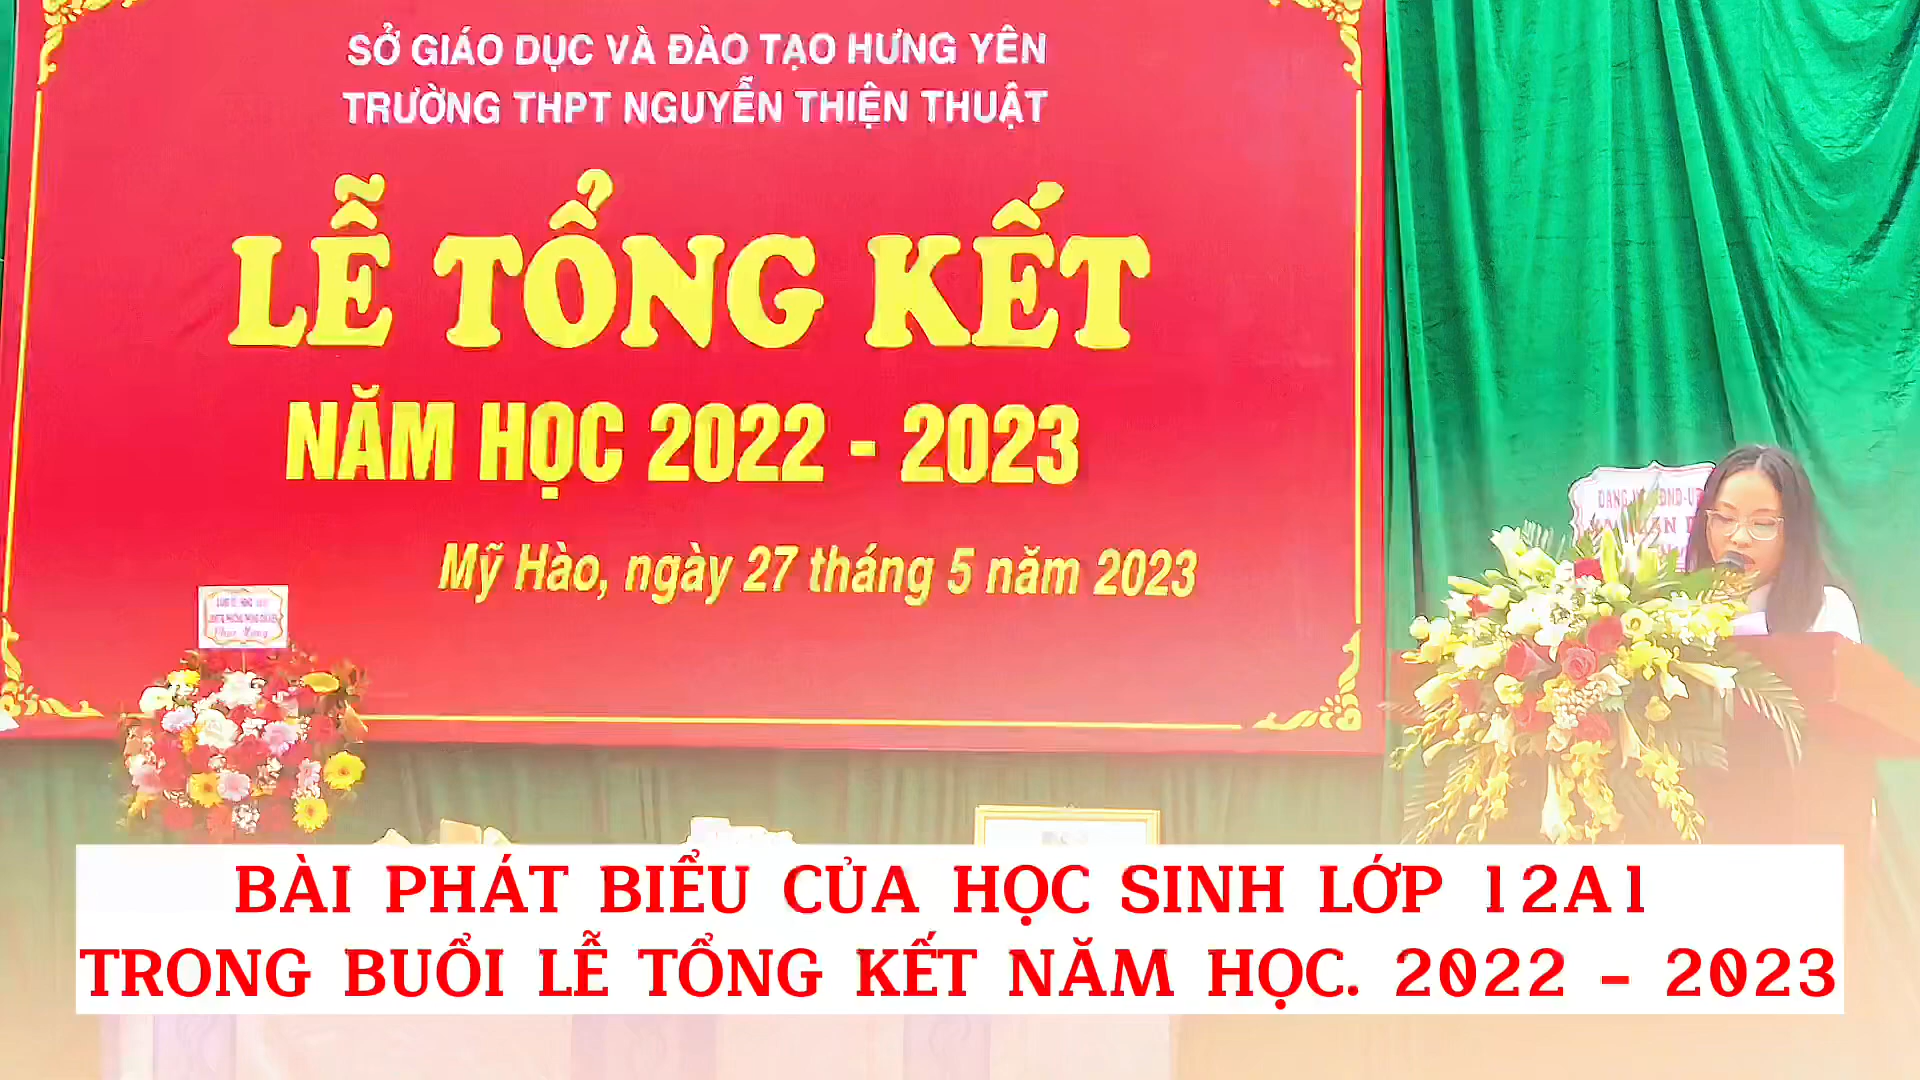 SỞ GIÁO DỤC VÀ ĐÀO TẠO HƯNG YÊN
TRƯỜNG THPT NGUYỄN THIỆN THUẬT
LỄ TỔNG KẾT
NĂM HỌC 2022 - 2023
Mỹ Hào, ngày 27 tháng 5 năm 2023
BÀI PHÁT BIỂU CỦA HỌC SINH LỚP 12A1
TRONG BUỔI LỄ TỔNG KẾT NĂM HỌC. 2022 - 2023